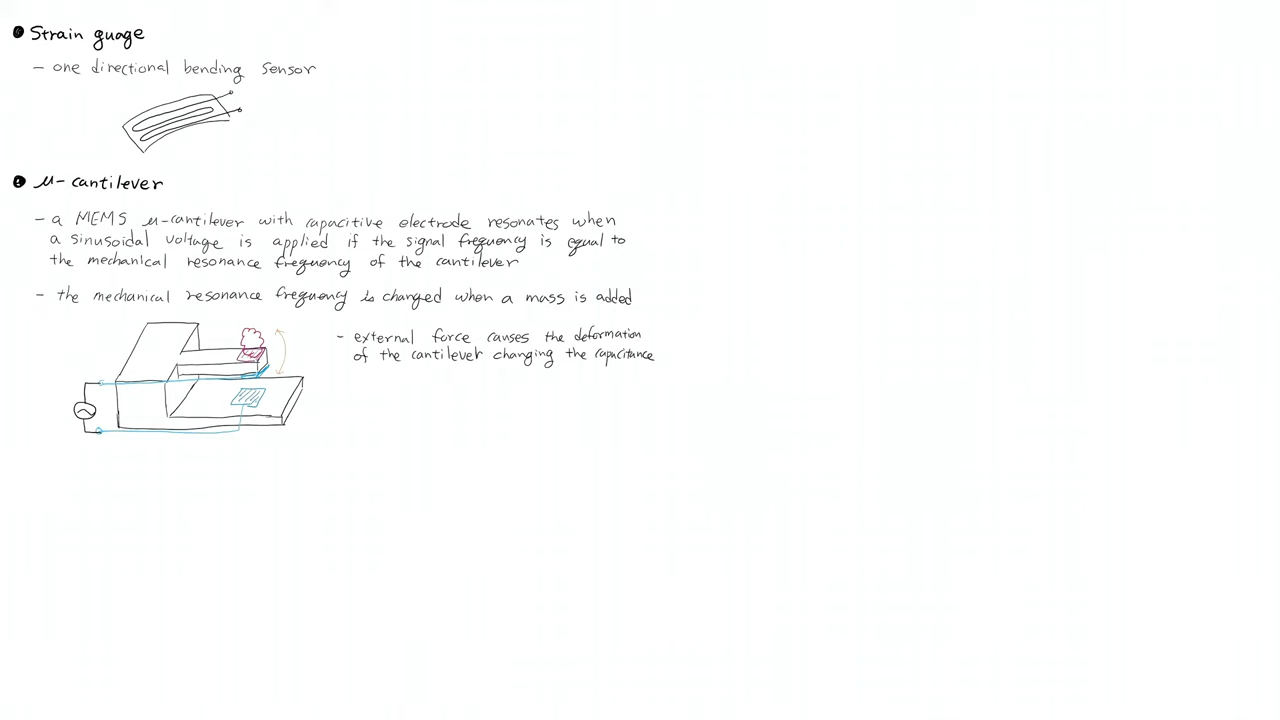 ● Strain guage
- one directional bending sensor
● μ-cantilever
- a MEMS μ-cantilever with capacitive electrode resonates when
a sinusoidal voltage is applied if the signal frequency is equal to
the mechanical resonance frequency of the cantilever
- the mechanical resonance frequency is changed when a mass is added
- external force causes the deformation
of the cantilever changing the capacitance